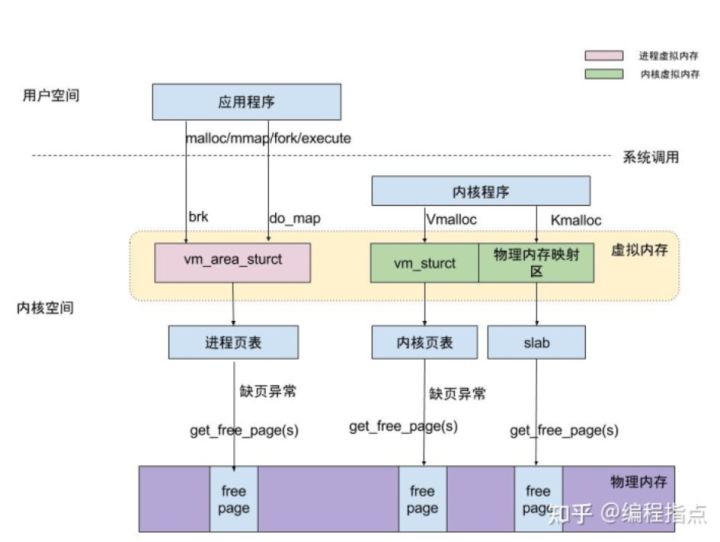 进程虚拟内存
内核虚拟内存
用户空间
应用程序
malloc/mmap/fork/execute
系统调用
内核程序
brk
do_map
Vmalloc
Kmalloc
虚拟内存
vm_area_sturct
vm_sturct
物理内存映射
区
内核空间
进程页表
内核页表
slab
缺页异常
缺页异常
get_free_page(s)
get_free_page(s)
get_free_page(s)
物理内存
free
page
free
page
free
page
知乎 @编程指点